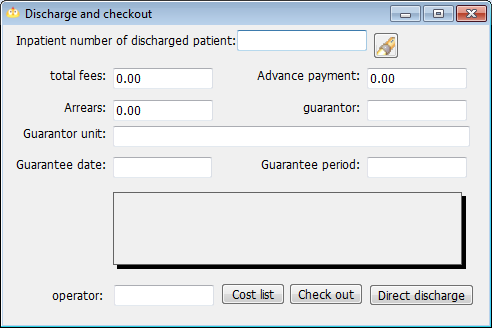 Discharge and checkout
Inpatient number of discharged patient:
total fees: 0.00 Advance payment: 0.00
Arrears: 0.00 guarantor:
Guarantor unit:
Guarantee date: Guarantee period:
operator: Cost list Check out Direct discharge